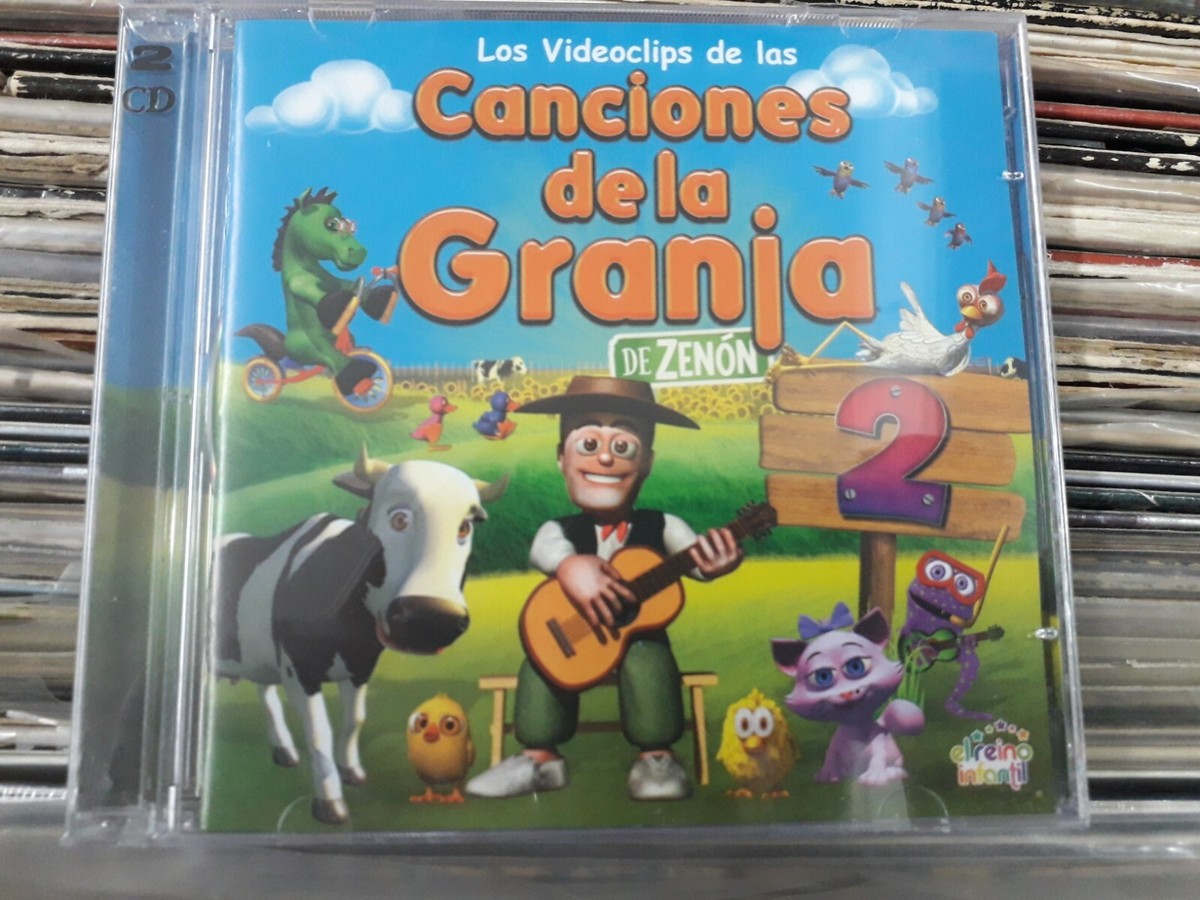 2
CD
Los Videoclips de las
Canciones
de la
Granja
DE ZENÓN
2
el reino
infantil